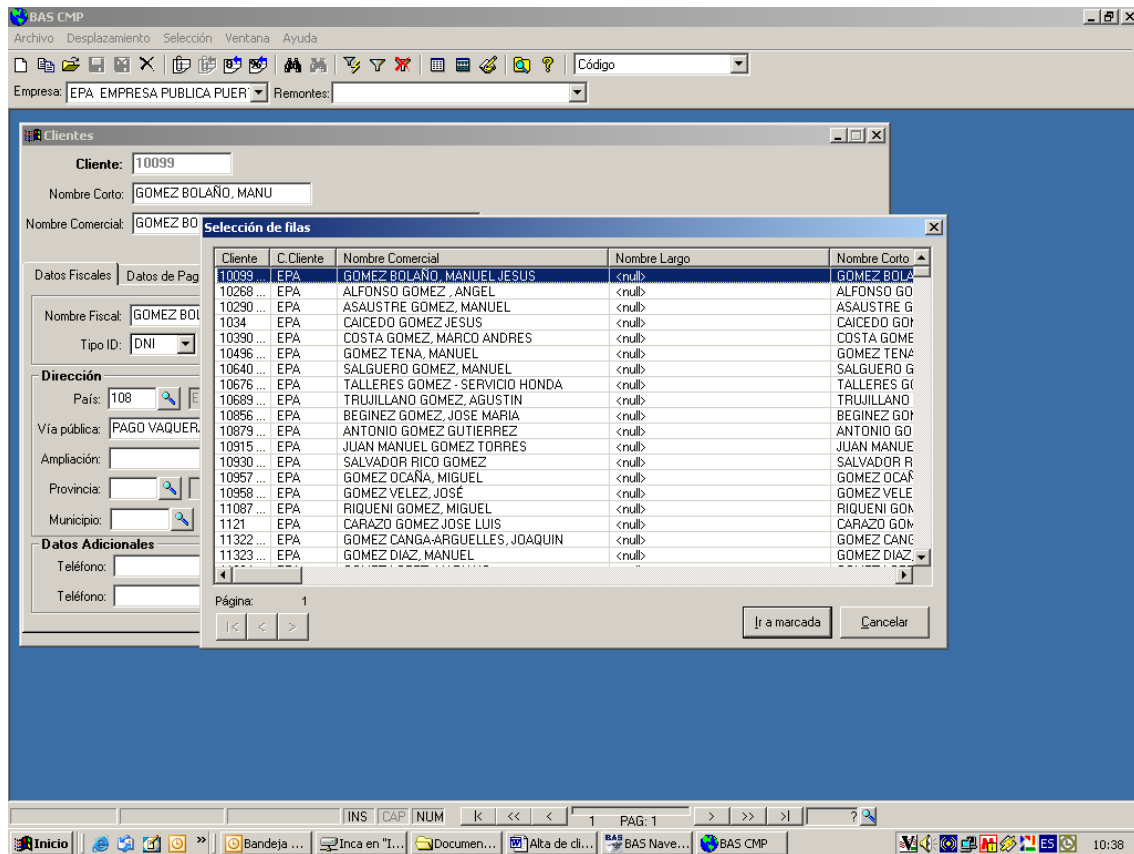 BAS CMP
Archivo Desplazamiento Selección Ventana Ayuda
Código
Empresa: EPA EMPRESA PUBLICA PUER Remontes:
Clientes
Cliente: 10099
Nombre Corto: GOMEZ BOLAÑO, MANU
Nombre Comercial: GOMEZ BO
Datos Fiscales Datos de Pag
Nombre Fiscal: GOMEZ BOL
Tipo ID: DNI
Dirección
País: 108 E
Vía pública: PAGO VAQUER
Ampliación:
Provincia:
Municipio:
Datos Adicionales
Teléfono:
Teléfono:
Selección de filas
Cliente C.Cliente Nombre Comercial Nombre Largo Nombre Corto
10099 ... EPA GOMEZ BOLAÑO, MANUEL JESUS <null> GOMEZ BOLA
10268 ... EPA ALFONSO GOMEZ , ANGEL <null> ALFONSO GO
10290 ... EPA ASAUSTRE GOMEZ, MANUEL <null> ASAUSTRE G
1034 EPA CAICEDO GOMEZ JESUS <null> CAICEDO GOM
10390 ... EPA COSTA GOMEZ, MARCO ANDRES <null> COSTA GOME
10496 ... EPA GOMEZ TENA, MANUEL <null> GOMEZ TENA
10640 ... EPA SALGUERO GOMEZ, MANUEL <null> SALGUERO G
10676 ... EPA TALLERES GOMEZ - SERVICIO HONDA <null> TALLERES G
10689 ... EPA TRUJILLANO GOMEZ, AGUSTIN <null> TRUJILLANO
10856 ... EPA BEGINEZ GOMEZ, JOSE MARIA <null> BEGINEZ GOM
10879 ... EPA ANTONIO GOMEZ GUTIERREZ <null> ANTONIO GO
10915 ... EPA JUAN MANUEL GOMEZ TORRES <null> JUAN MANUE
10930 ... EPA SALVADOR RICO GOMEZ <null> SALVADOR R
10957 ... EPA GOMEZ OCAÑA, MIGUEL <null> GOMEZ OCAÑ
10958 ... EPA GOMEZ VELEZ, JOSÉ <null> GOMEZ VELE
11087 ... EPA RIQUENI GOMEZ, MIGUEL <null> RIQUENI GOM
1121 EPA CARAZO GOMEZ JOSE LUIS <null> CARAZO GOM
11322 ... EPA GOMEZ CANGA-ARGUELLES, JOAQUIN <null> GOMEZ CANG
11323 ... EPA GOMEZ DIAZ, MANUEL <null> GOMEZ DIAZ,
Página: 1
|< < >
Ir a marcada Cancelar
INS CAP NUM |< << < 1 PAG: 1 > >> >| ?
Inicio » Bandeja ... Inca en "I... Documen... Alta de cli... BAS Nave... BAS CMP ES 10:38